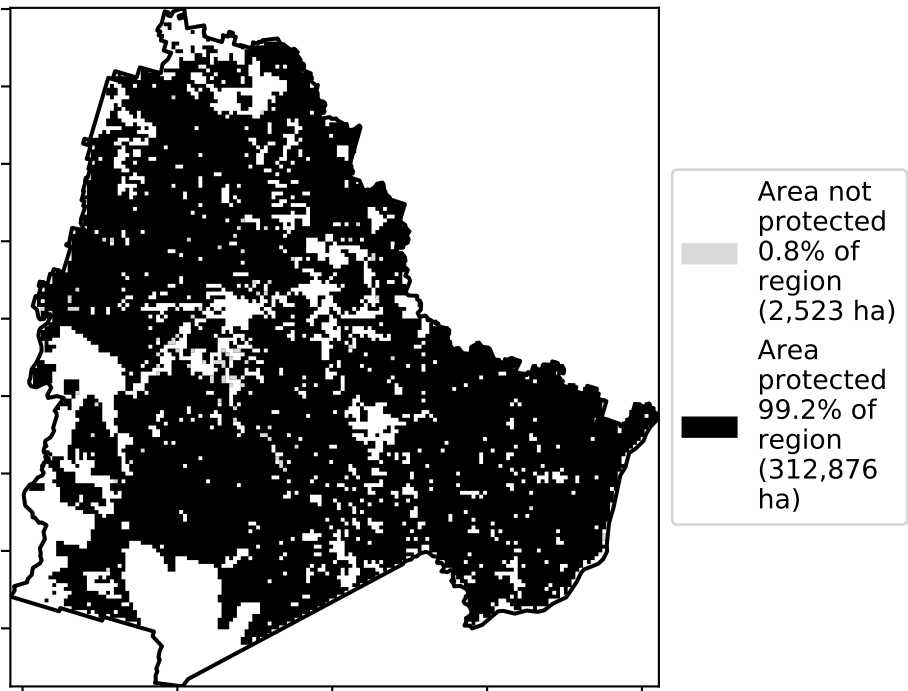 Area not
protected
0.8% of
region
(2,523 ha)
Area
protected
99.2% of
region
(312,876
ha)